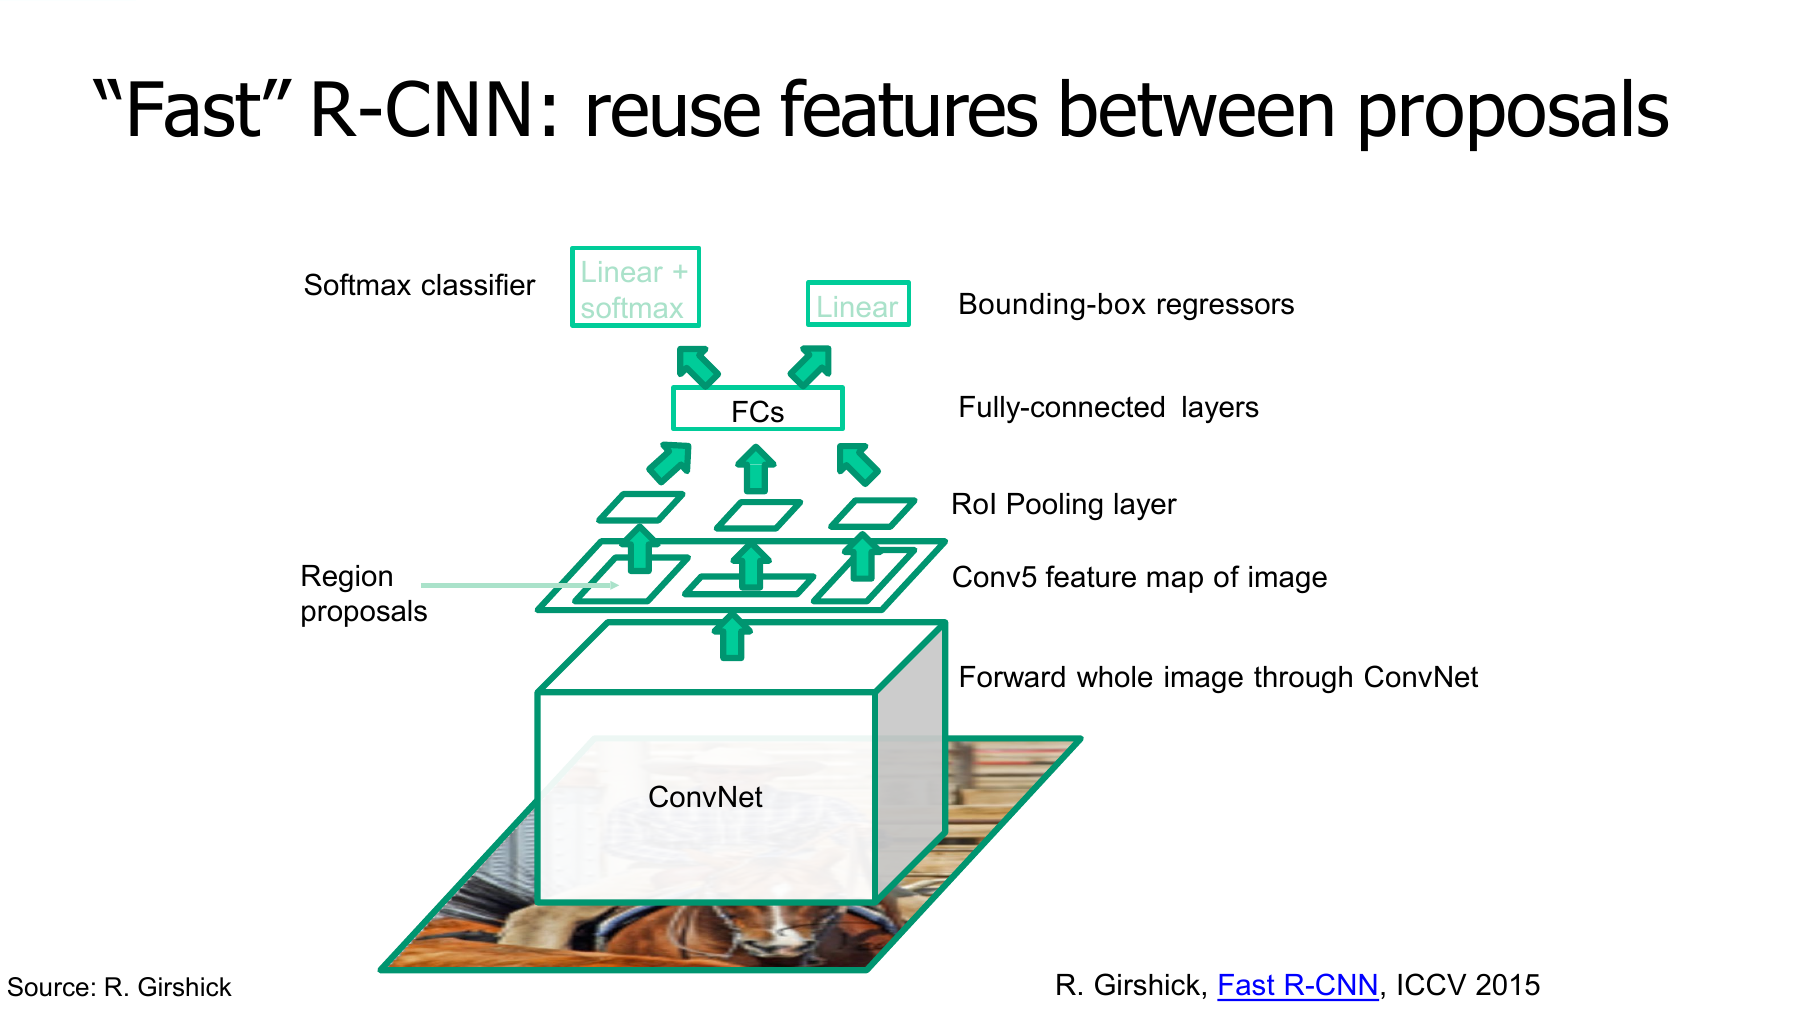 “Fast” R-CNN: reuse features between proposals
Softmax classifier
Linear +
softmax
Linear
Bounding-box regressors
FCs
Fully-connected layers
RoI Pooling layer
Region
proposals
Conv5 feature map of image
Forward whole image through ConvNet
ConvNet
Source: R. Girshick
R. Girshick, Fast R-CNN, ICCV 2015